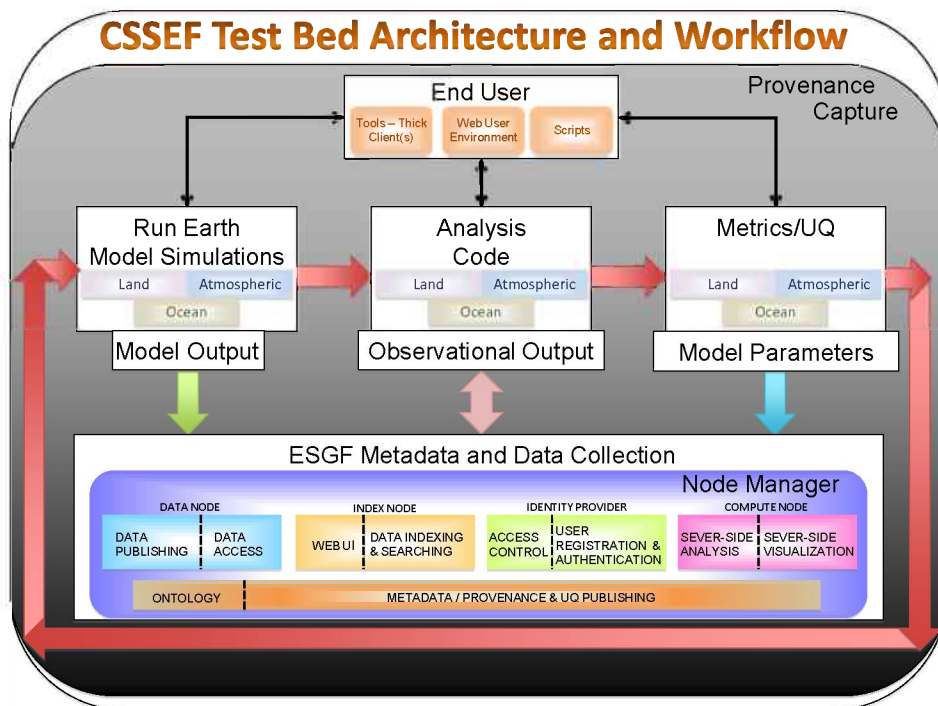 CSSEF Test Bed Architecture and Workflow
Provenance
Capture
End User
Tools – Thick
Client(s)
Web User
Environment
Scripts
Run Earth
Model Simulations
Land
Atmospheric
Ocean
Model Output
Analysis
Code
Land
Atmospheric
Ocean
Observational Output
Metrics/UQ
Land
Atmospheric
Ocean
Model Parameters
ESGF Metadata and Data Collection
Node Manager
DATA NODE
DATA
PUBLISHING
DATA
ACCESS
INDEX NODE
WEB UI
DATA INDEXING
& SEARCHING
IDENTITY PROVIDER
ACCESS
CONTROL
USER
REGISTRATION &
AUTHENTICATION
COMPUTE NODE
SEVER-SIDE
ANALYSIS
SEVER-SIDE
VISUALIZATION
ONTOLOGY
METADATA / PROVENANCE & UQ PUBLISHING